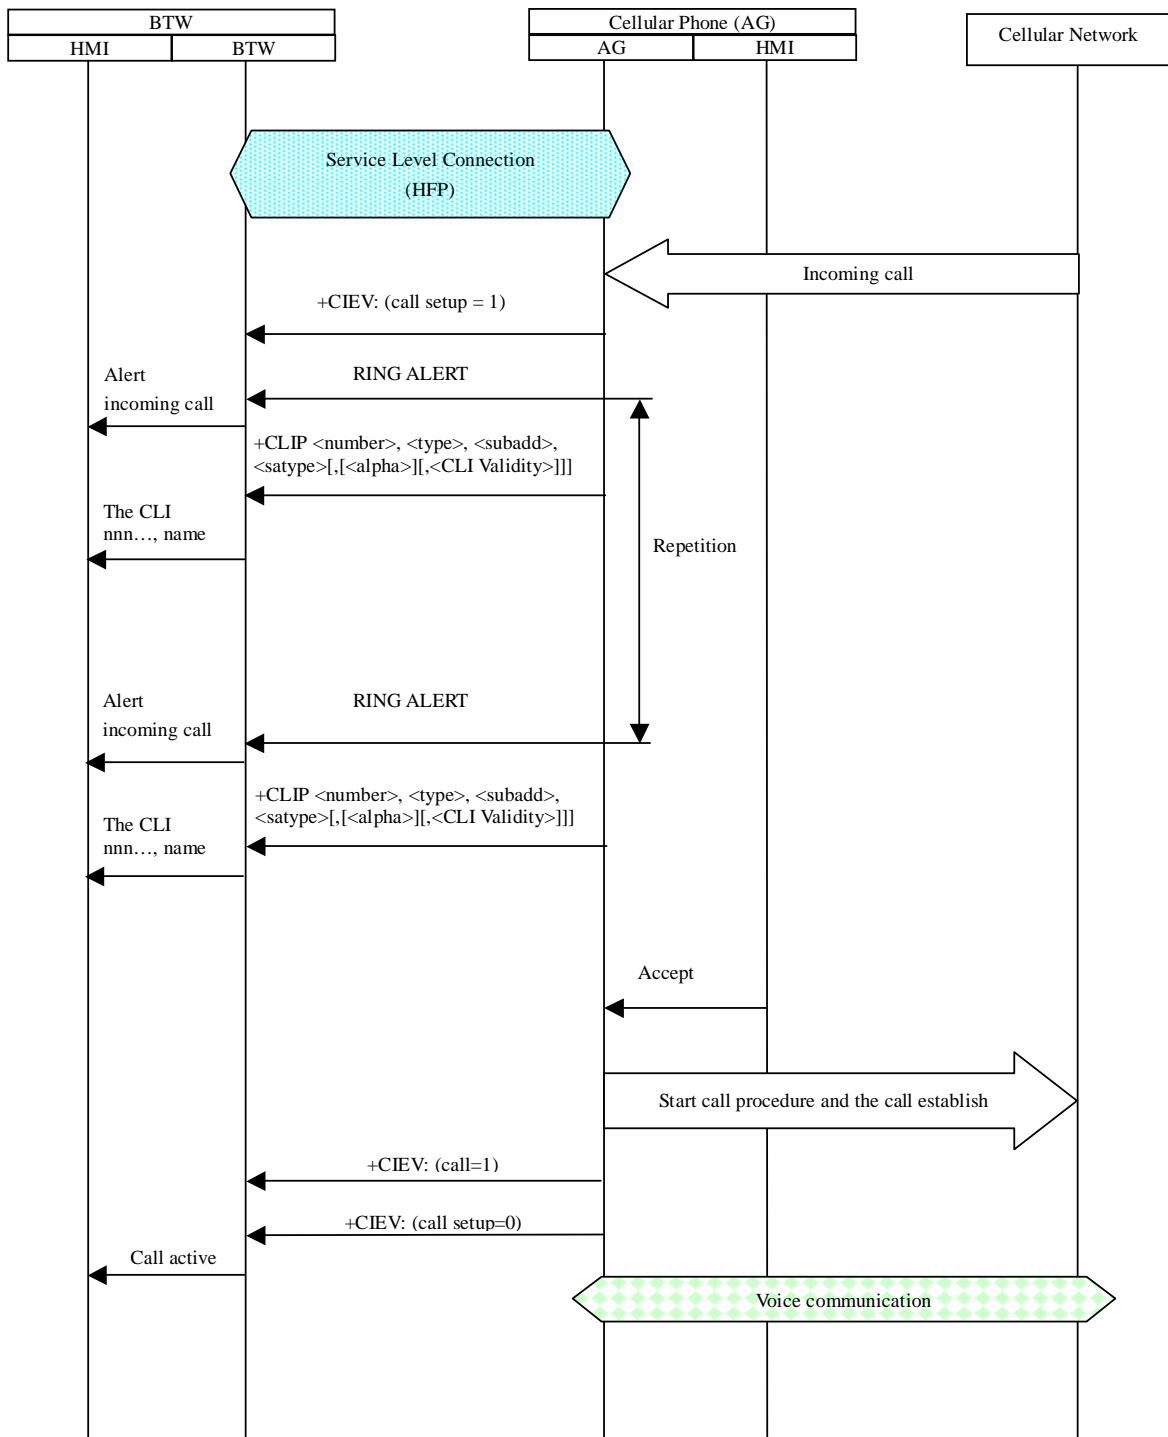 BTW
Cellular Phone (AG)
Cellular Network
HMI
BTW
AG
HMI
Service Level Connection
(HFP)
Incoming call
+CIEV: (call setup = 1)
Alert
incoming call
RING ALERT
+CLIP <number>, <type>, <subadd>,
<satype>[,[<alpha>][,<CLI Validity>]]]
The CLI
nnn…, name
Repetition
Alert
incoming call
RING ALERT
+CLIP <number>, <type>, <subadd>,
<satype>[,[<alpha>][,<CLI Validity>]]]
The CLI
nnn…, name
Accept
Start call procedure and the call establish
+CIEV: (call=1)
+CIEV: (call setup=0)
Call active
Voice communication